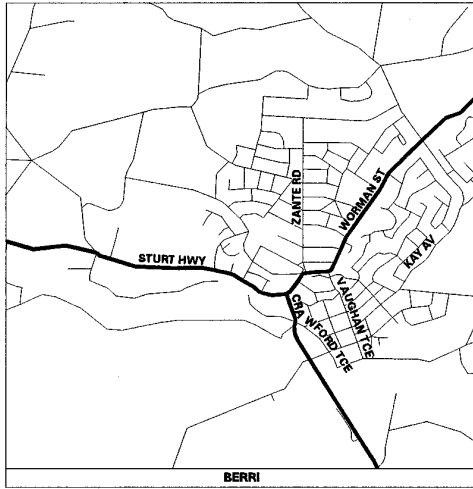 ZANTE RD
WORMAN ST
KAY AV
STURT HWY
VAUGHAN TCE
CRAWFORD TCE
BERRI